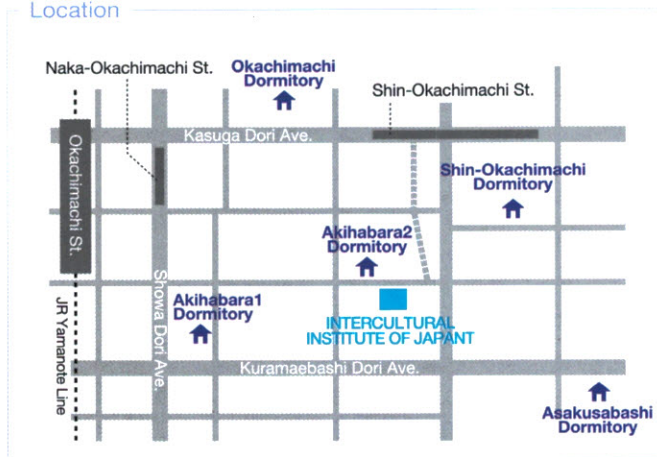 Location
Naka-Okachimachi St.
Okachimachi
Dormitory
Shin-Okachimachi St.
Kasuga Dori Ave.
Okachimachi St.
Shin-Okachimachi
Dormitory
Akihabara2
Dormitory
Showa Dori Ave.
Akihabara1
Dormitory
JR Yamanote Line
INTERCULTURAL
INSTITUTE OF JAPANT
Kuramaebashi Dori Ave.
Asakusabashi
Dormitory